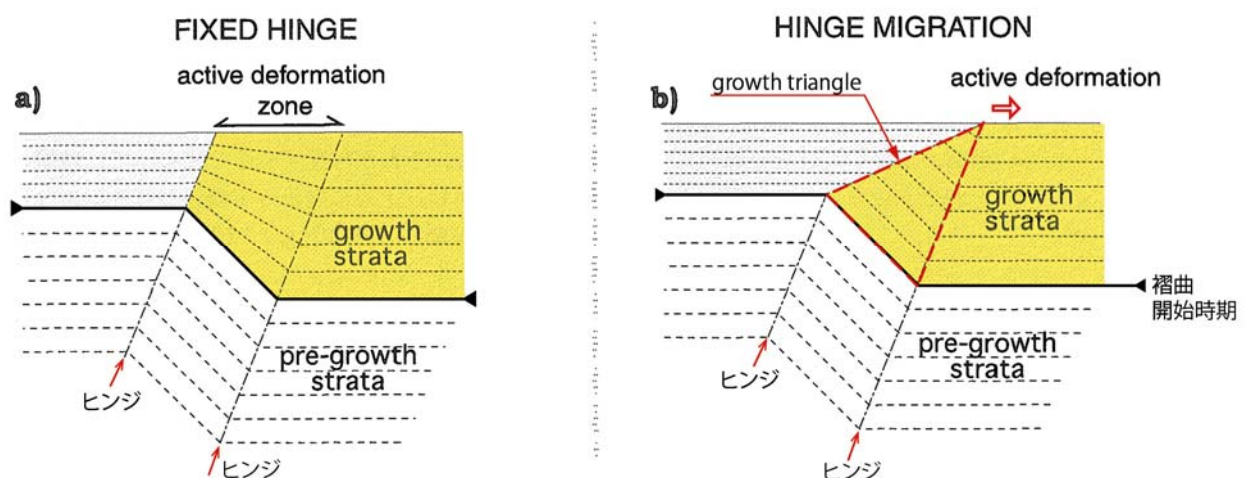 FIXED HINGE
active deformation
zone
a)
growth
strata
pre-growth
strata
ヒンジ
ヒンジ
HINGE MIGRATION
growth triangle
active deformation
b)
growth
strata
褶曲
開始時期
pre-growth
strata
ヒンジ
ヒンジ